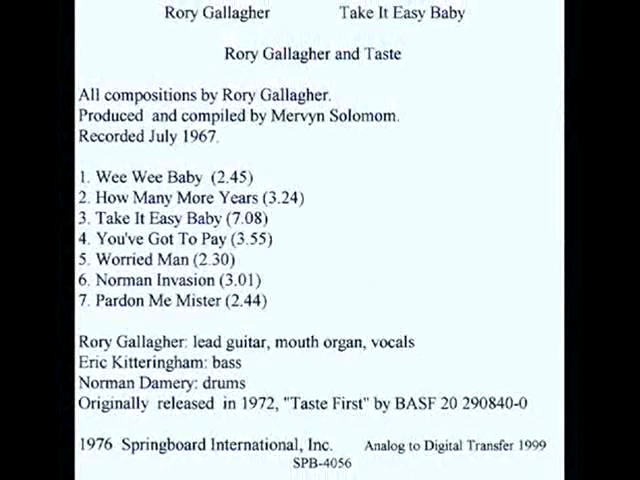 Rory Gallagher Take It Easy Baby
Rory Gallagher and Taste
All compositions by Rory Gallagher.
Produced and compiled by Mervyn Solomom.
Recorded July 1967.
1. Wee Wee Baby (2.45)
2. How Many More Years (3.24)
3. Take It Easy Baby (7.08)
4. You've Got To Pay (3.55)
5. Worried Man (2.30)
6. Norman Invasion (3.01)
7. Pardon Me Mister (2.44)
Rory Gallagher: lead guitar, mouth organ, vocals
Eric Kitteringham: bass
Norman Damery: drums
Originally released in 1972, "Taste First" by BASF 20 290840-0
1976 Springboard International, Inc. Analog to Digital Transfer 1999
SPB-4056